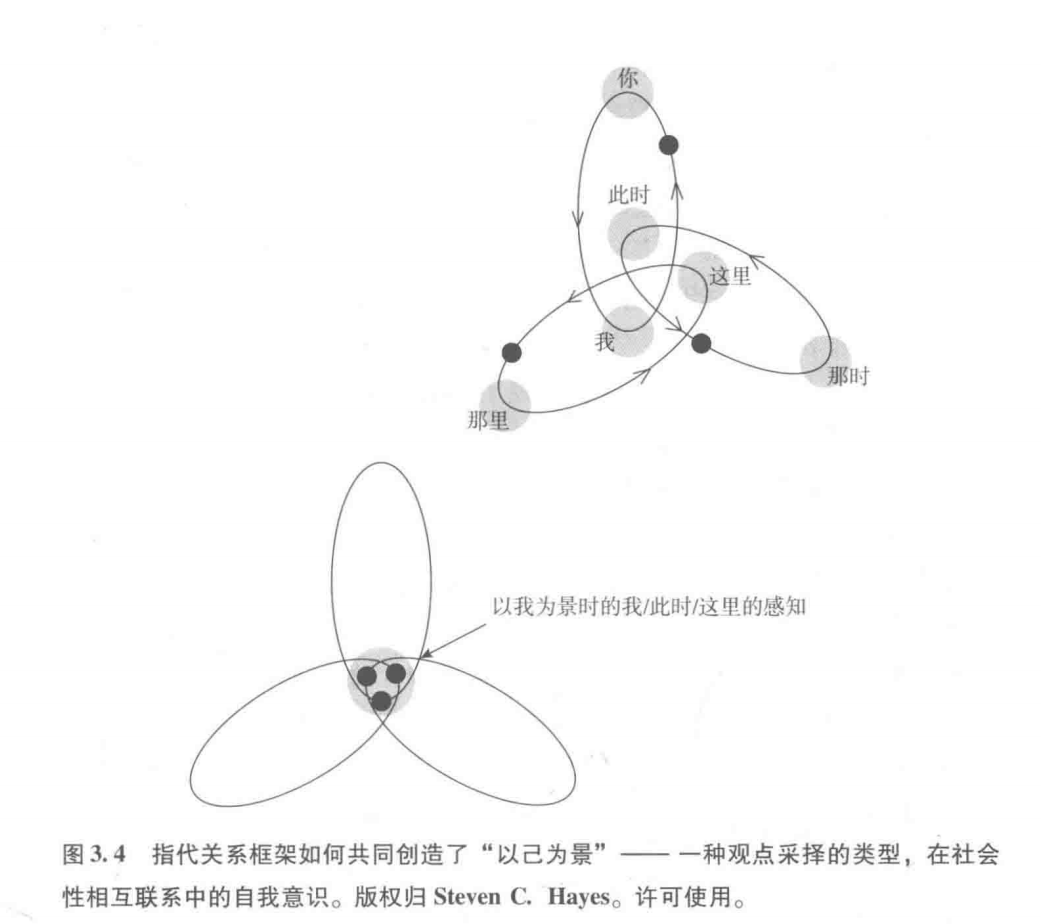 你
此时
这里
我
那时
那里
以我为景时的我/此时/这里的感知
图 3.4 指代关系框架如何共同创造了“以己为景”—— 一种观点采择的类型，在社会
性相互联系中的自我意识。版权归 Steven C. Hayes。许可使用。